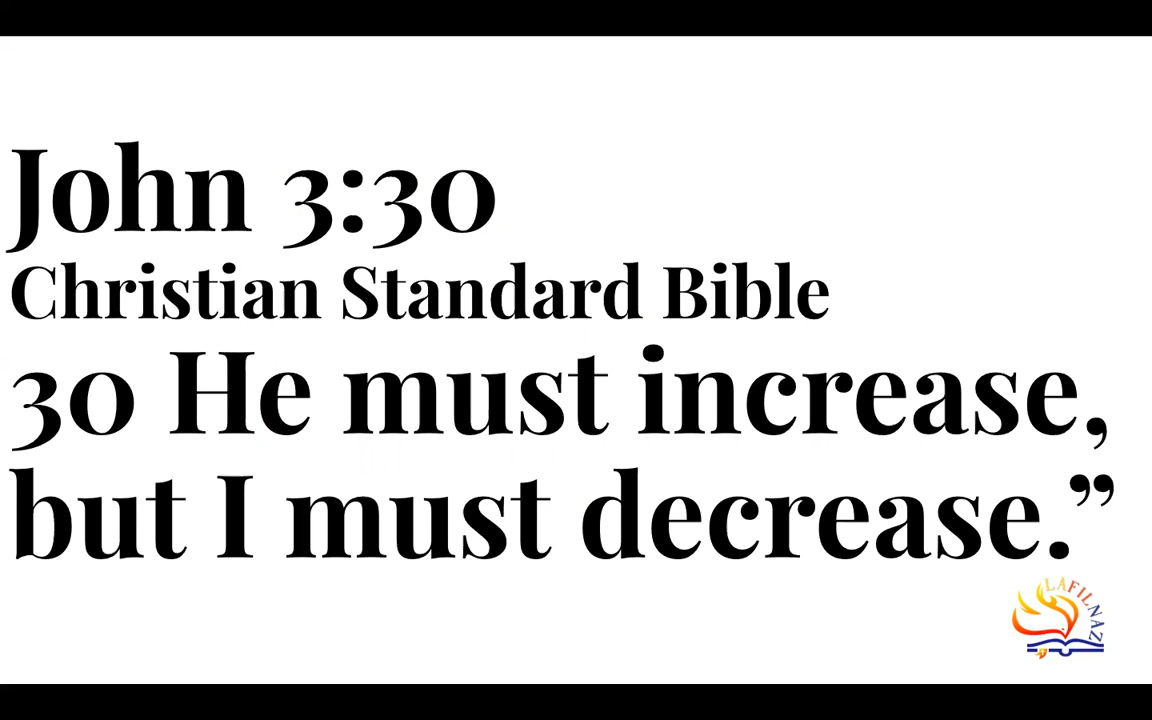 John 3:30
Christian Standard Bible
30 He must increase,
but I must decrease.”
LAFILNAZ